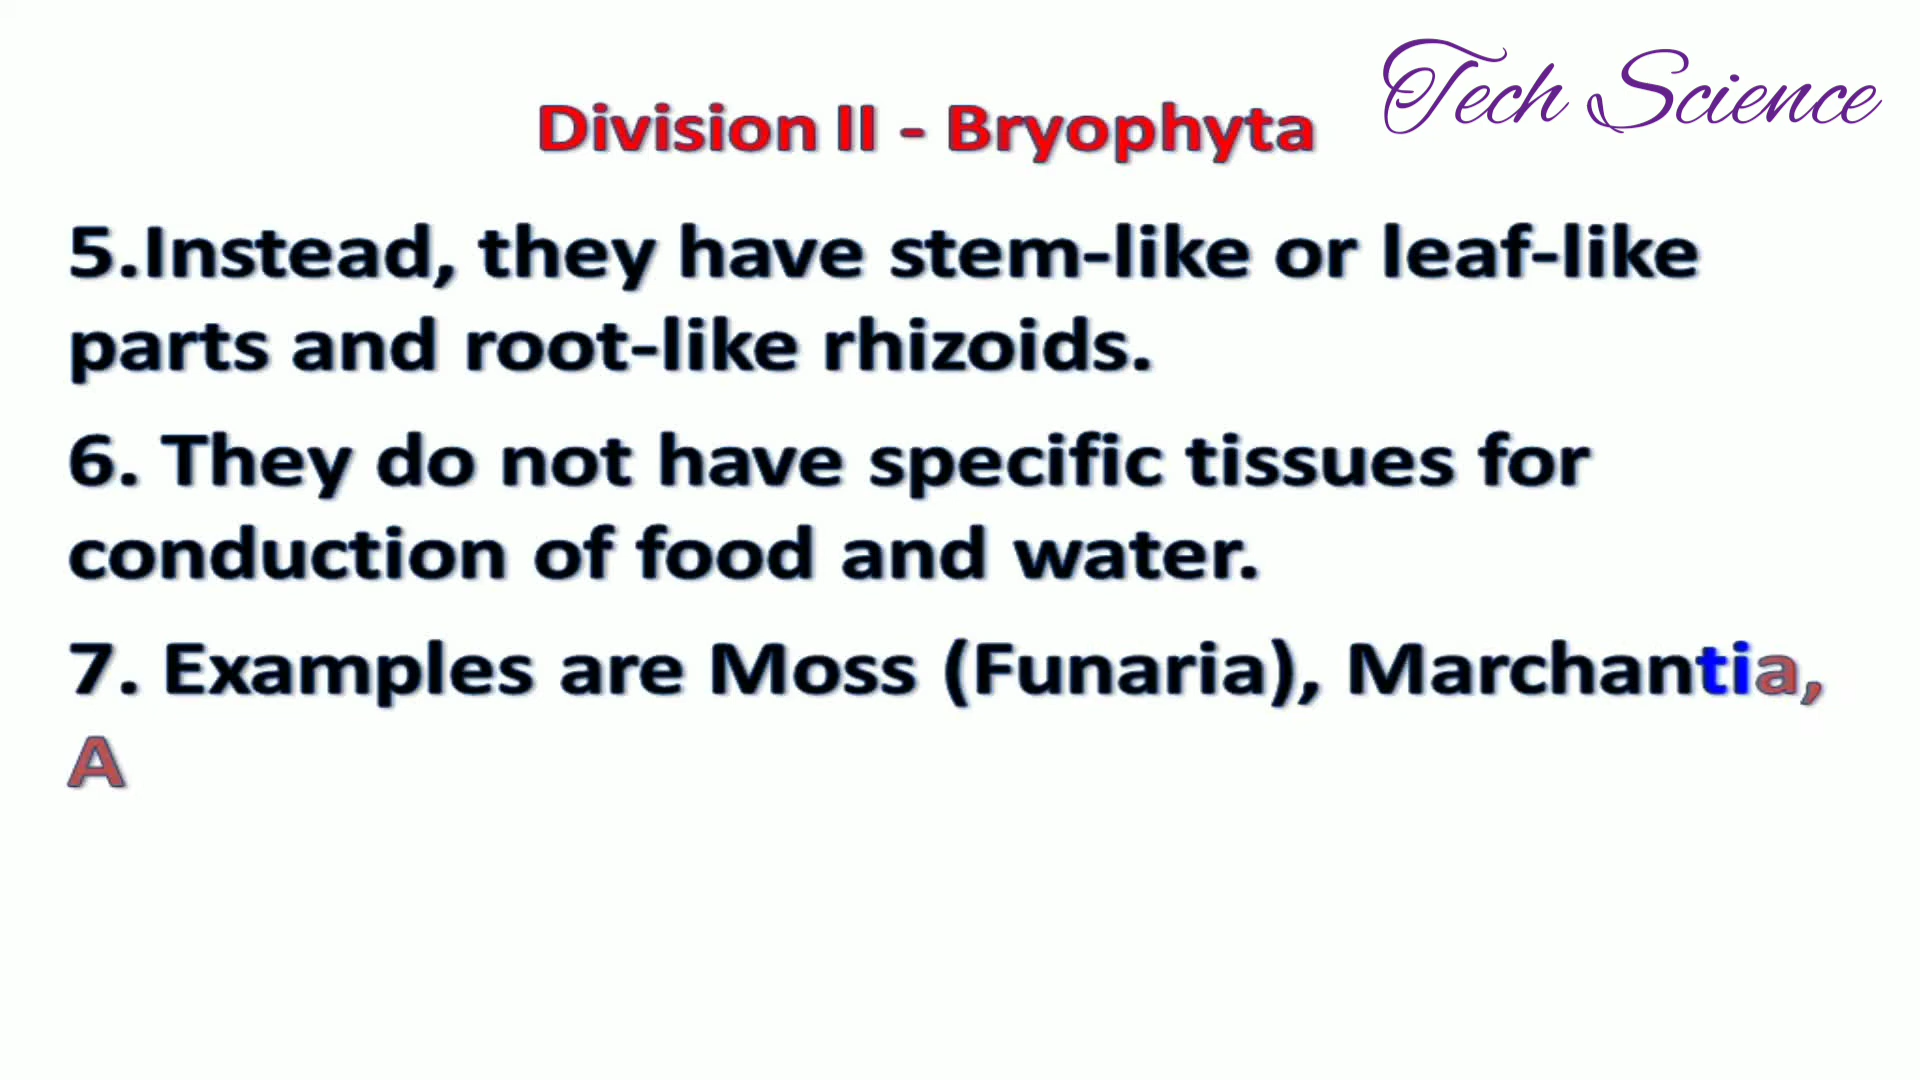 Tech Science
Division II - Bryophyta
5.Instead, they have stem-like or leaf-like
parts and root-like rhizoids.
6. They do not have specific tissues for
conduction of food and water.
7. Examples are Moss (Funaria), Marchantia,
A